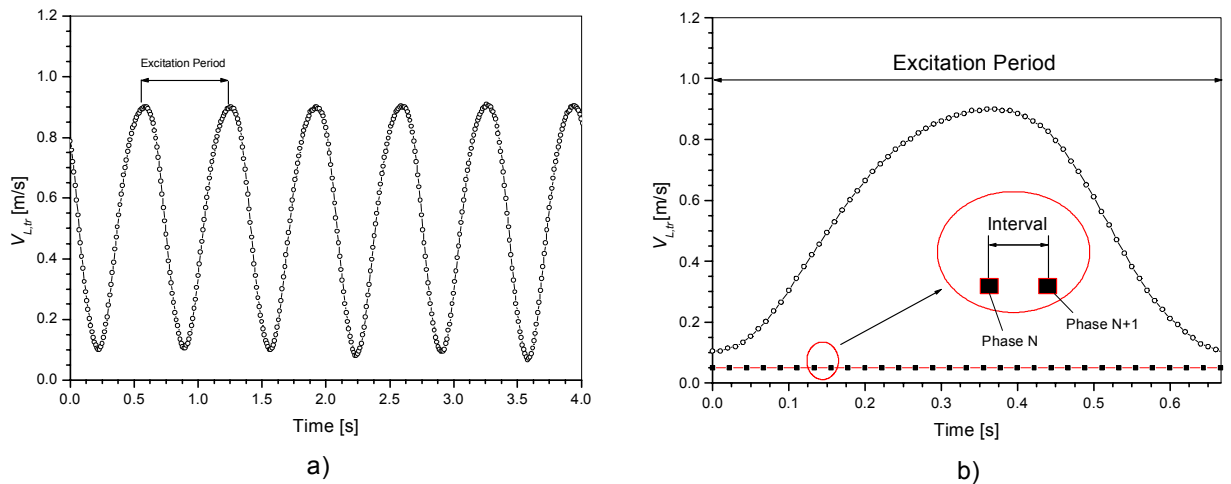 1.2
1.0
0.8
0.6
0.4
0.2
0.0
V_{L,tr} [m/s]
Excitation Period
0.0 0.5 1.0 1.5 2.0 2.5 3.0 3.5 4.0
Time [s]
a)
1.2
1.0
0.8
0.6
0.4
0.2
0.0
V_{L,tr} [m/s]
Excitation Period
Interval
Phase N
Phase N+1
0.0 0.1 0.2 0.3 0.4 0.5 0.6
Time [s]
b)